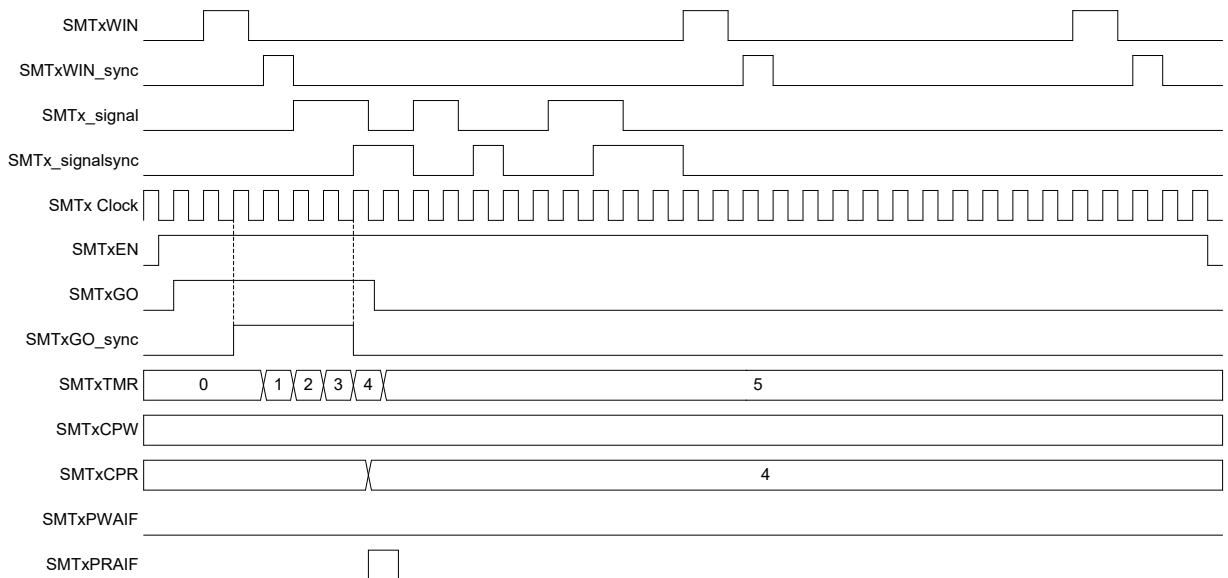 SMTxWIN
SMTxWIN_sync
SMTx_signal
SMTx_signalsync
SMTx Clock
SMTxEN
SMTxGO
SMTxGO_sync
SMTxTMR 0 1 2 3 4 5
SMTxCPW
SMTxCPR 4
SMTxPWAIF
SMTxPRAIF